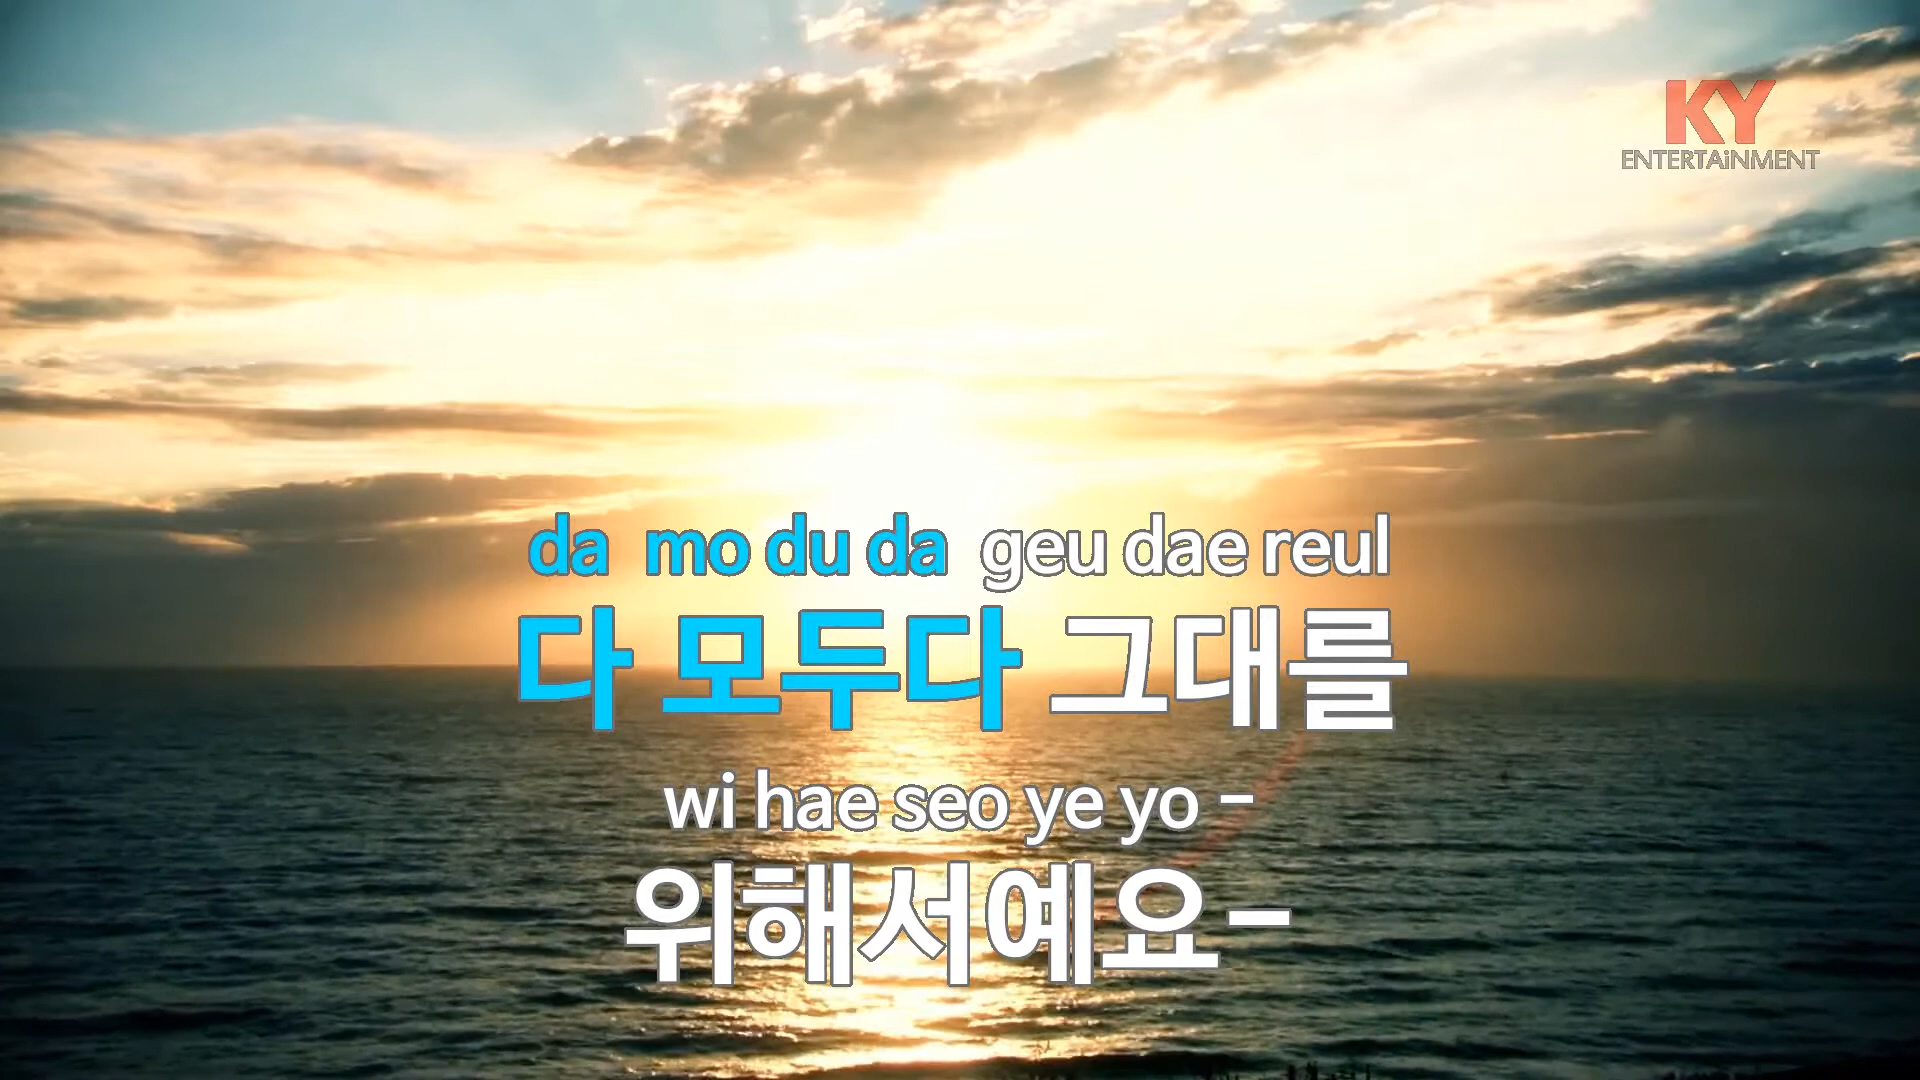 KY
ENTERTAiNMENT
da mo du da geu dae reul
다 모두다 그대를
wi hae seo ye yo -
위해서예요-